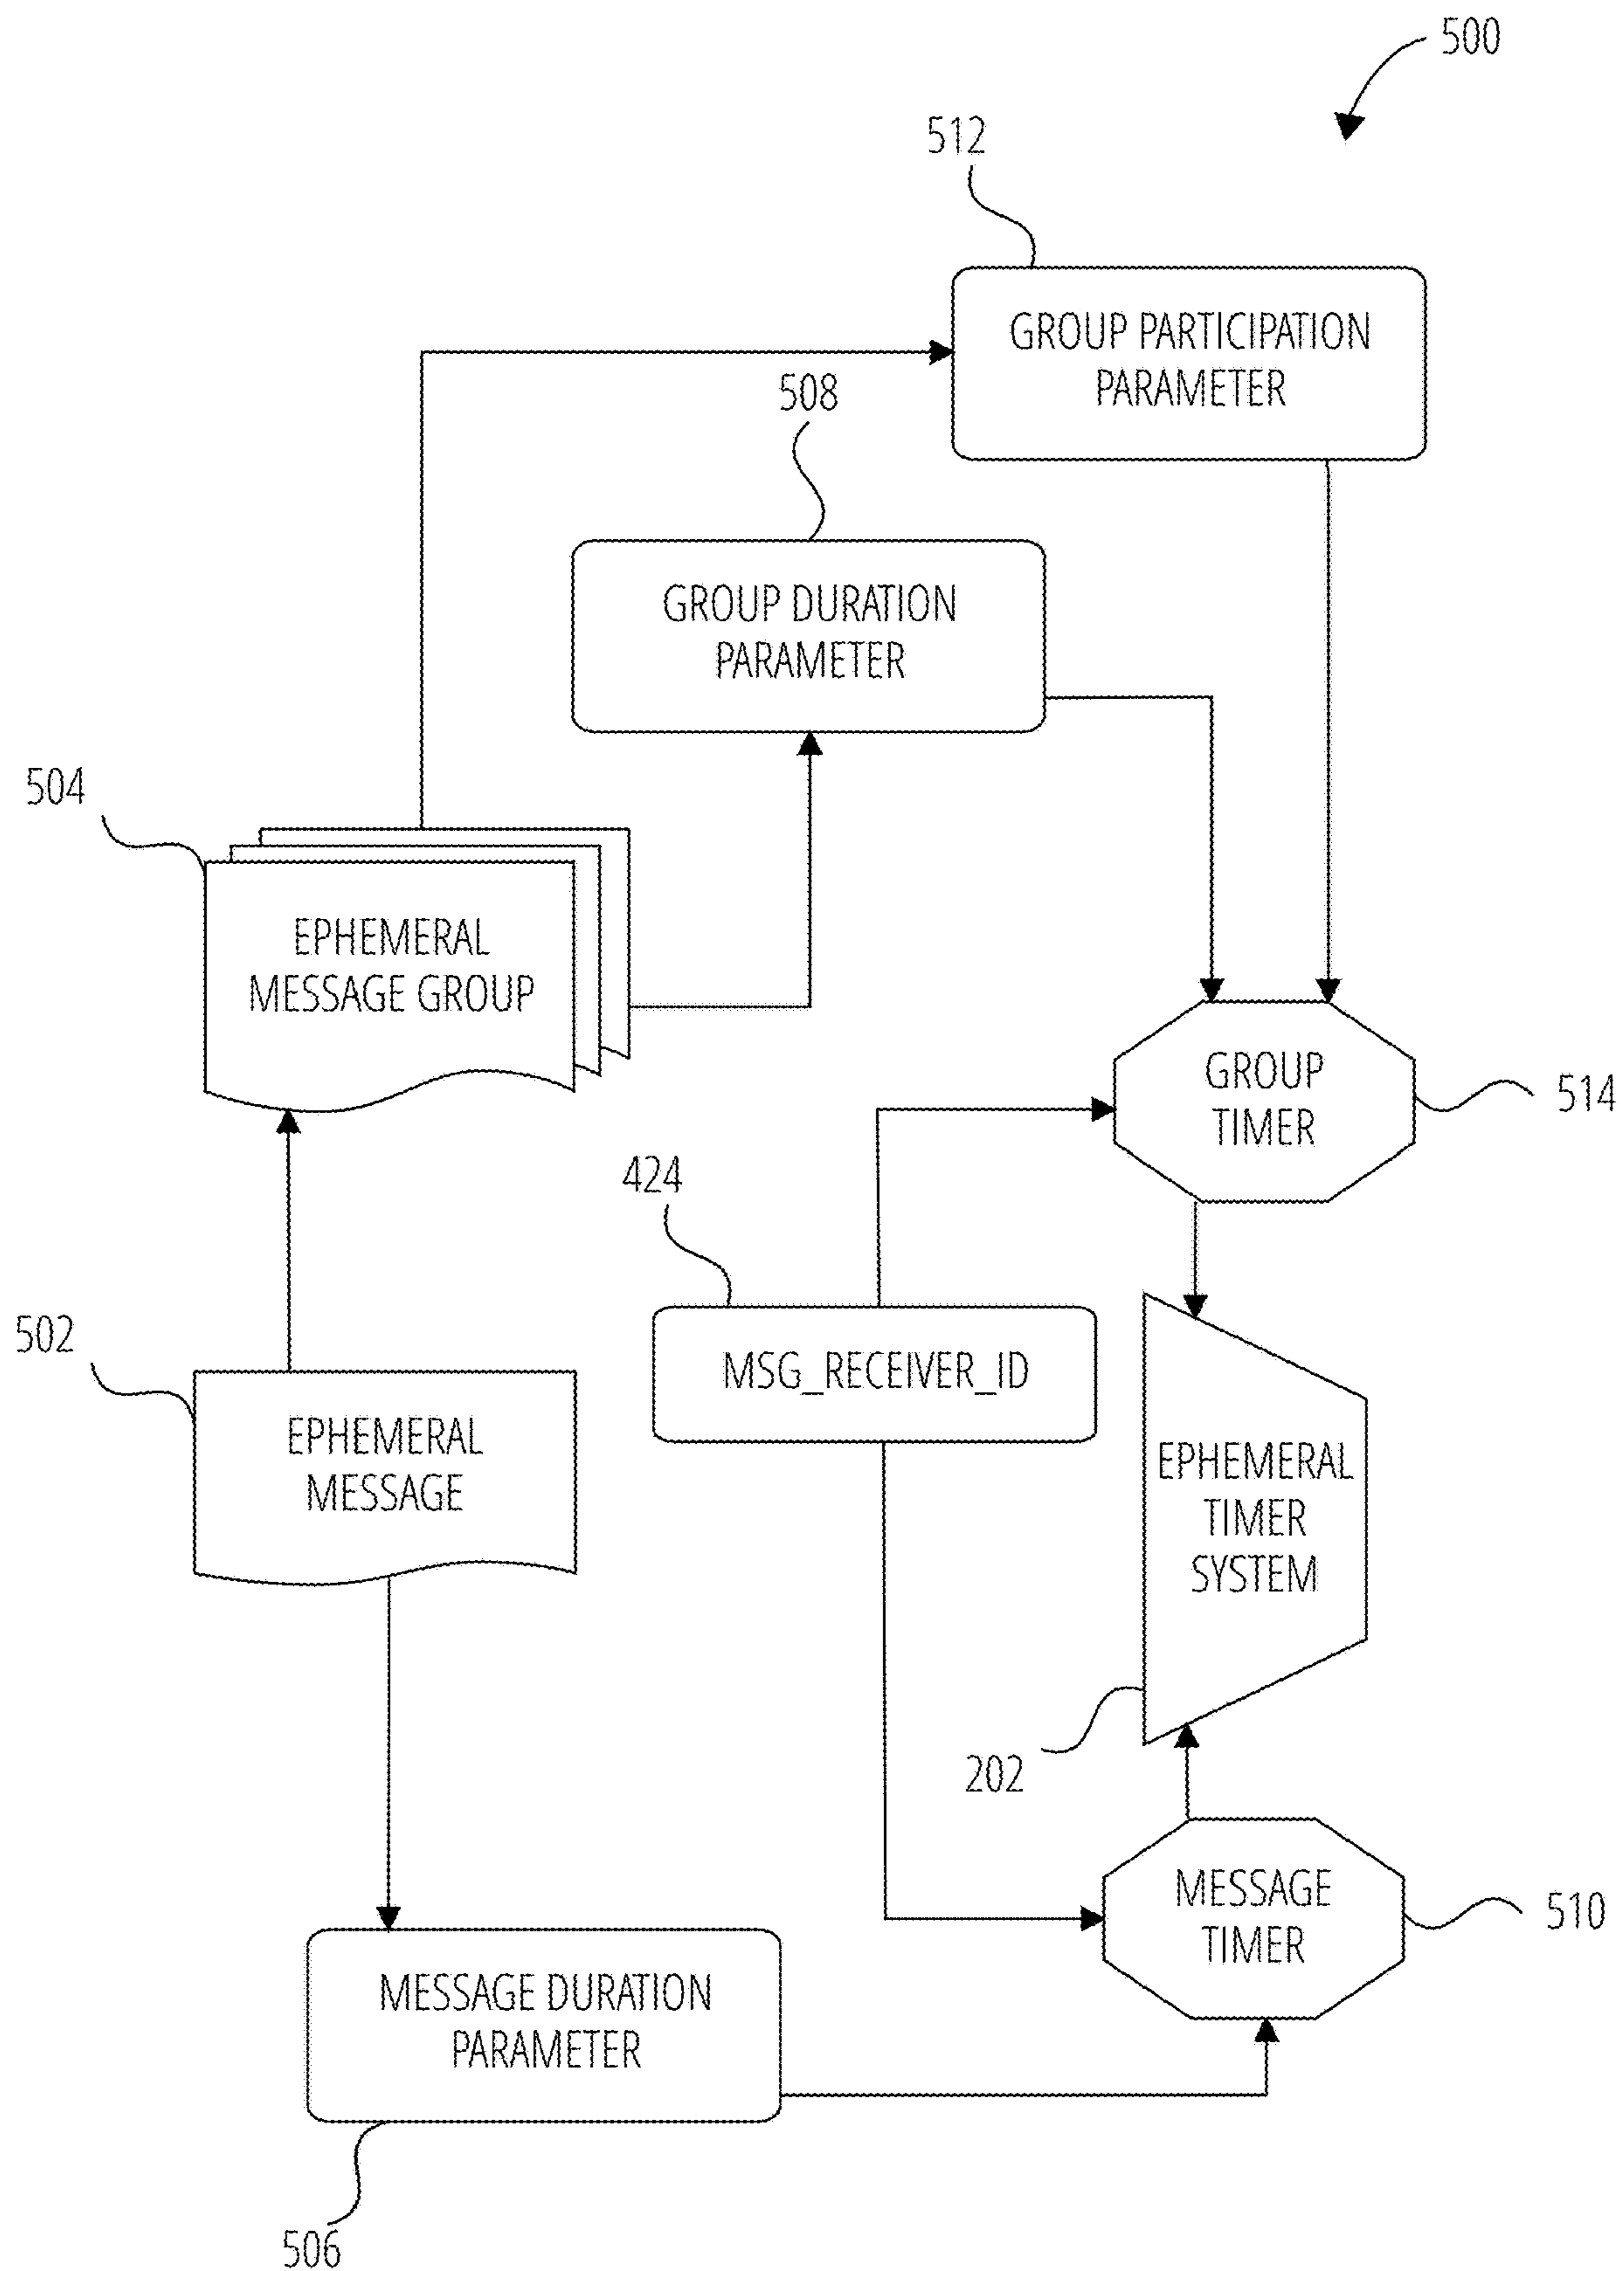 500
512
GROUP PARTICIPATION
PARAMETER
508
GROUP DURATION
PARAMETER
504
EPHEMERAL
MESSAGE GROUP
GROUP
TIMER
514
424
MSG_RECEIVER_ID
502
EPHEMERAL
MESSAGE
EPHEMERAL
TIMER
SYSTEM
202
MESSAGE
TIMER
510
MESSAGE DURATION
PARAMETER
506